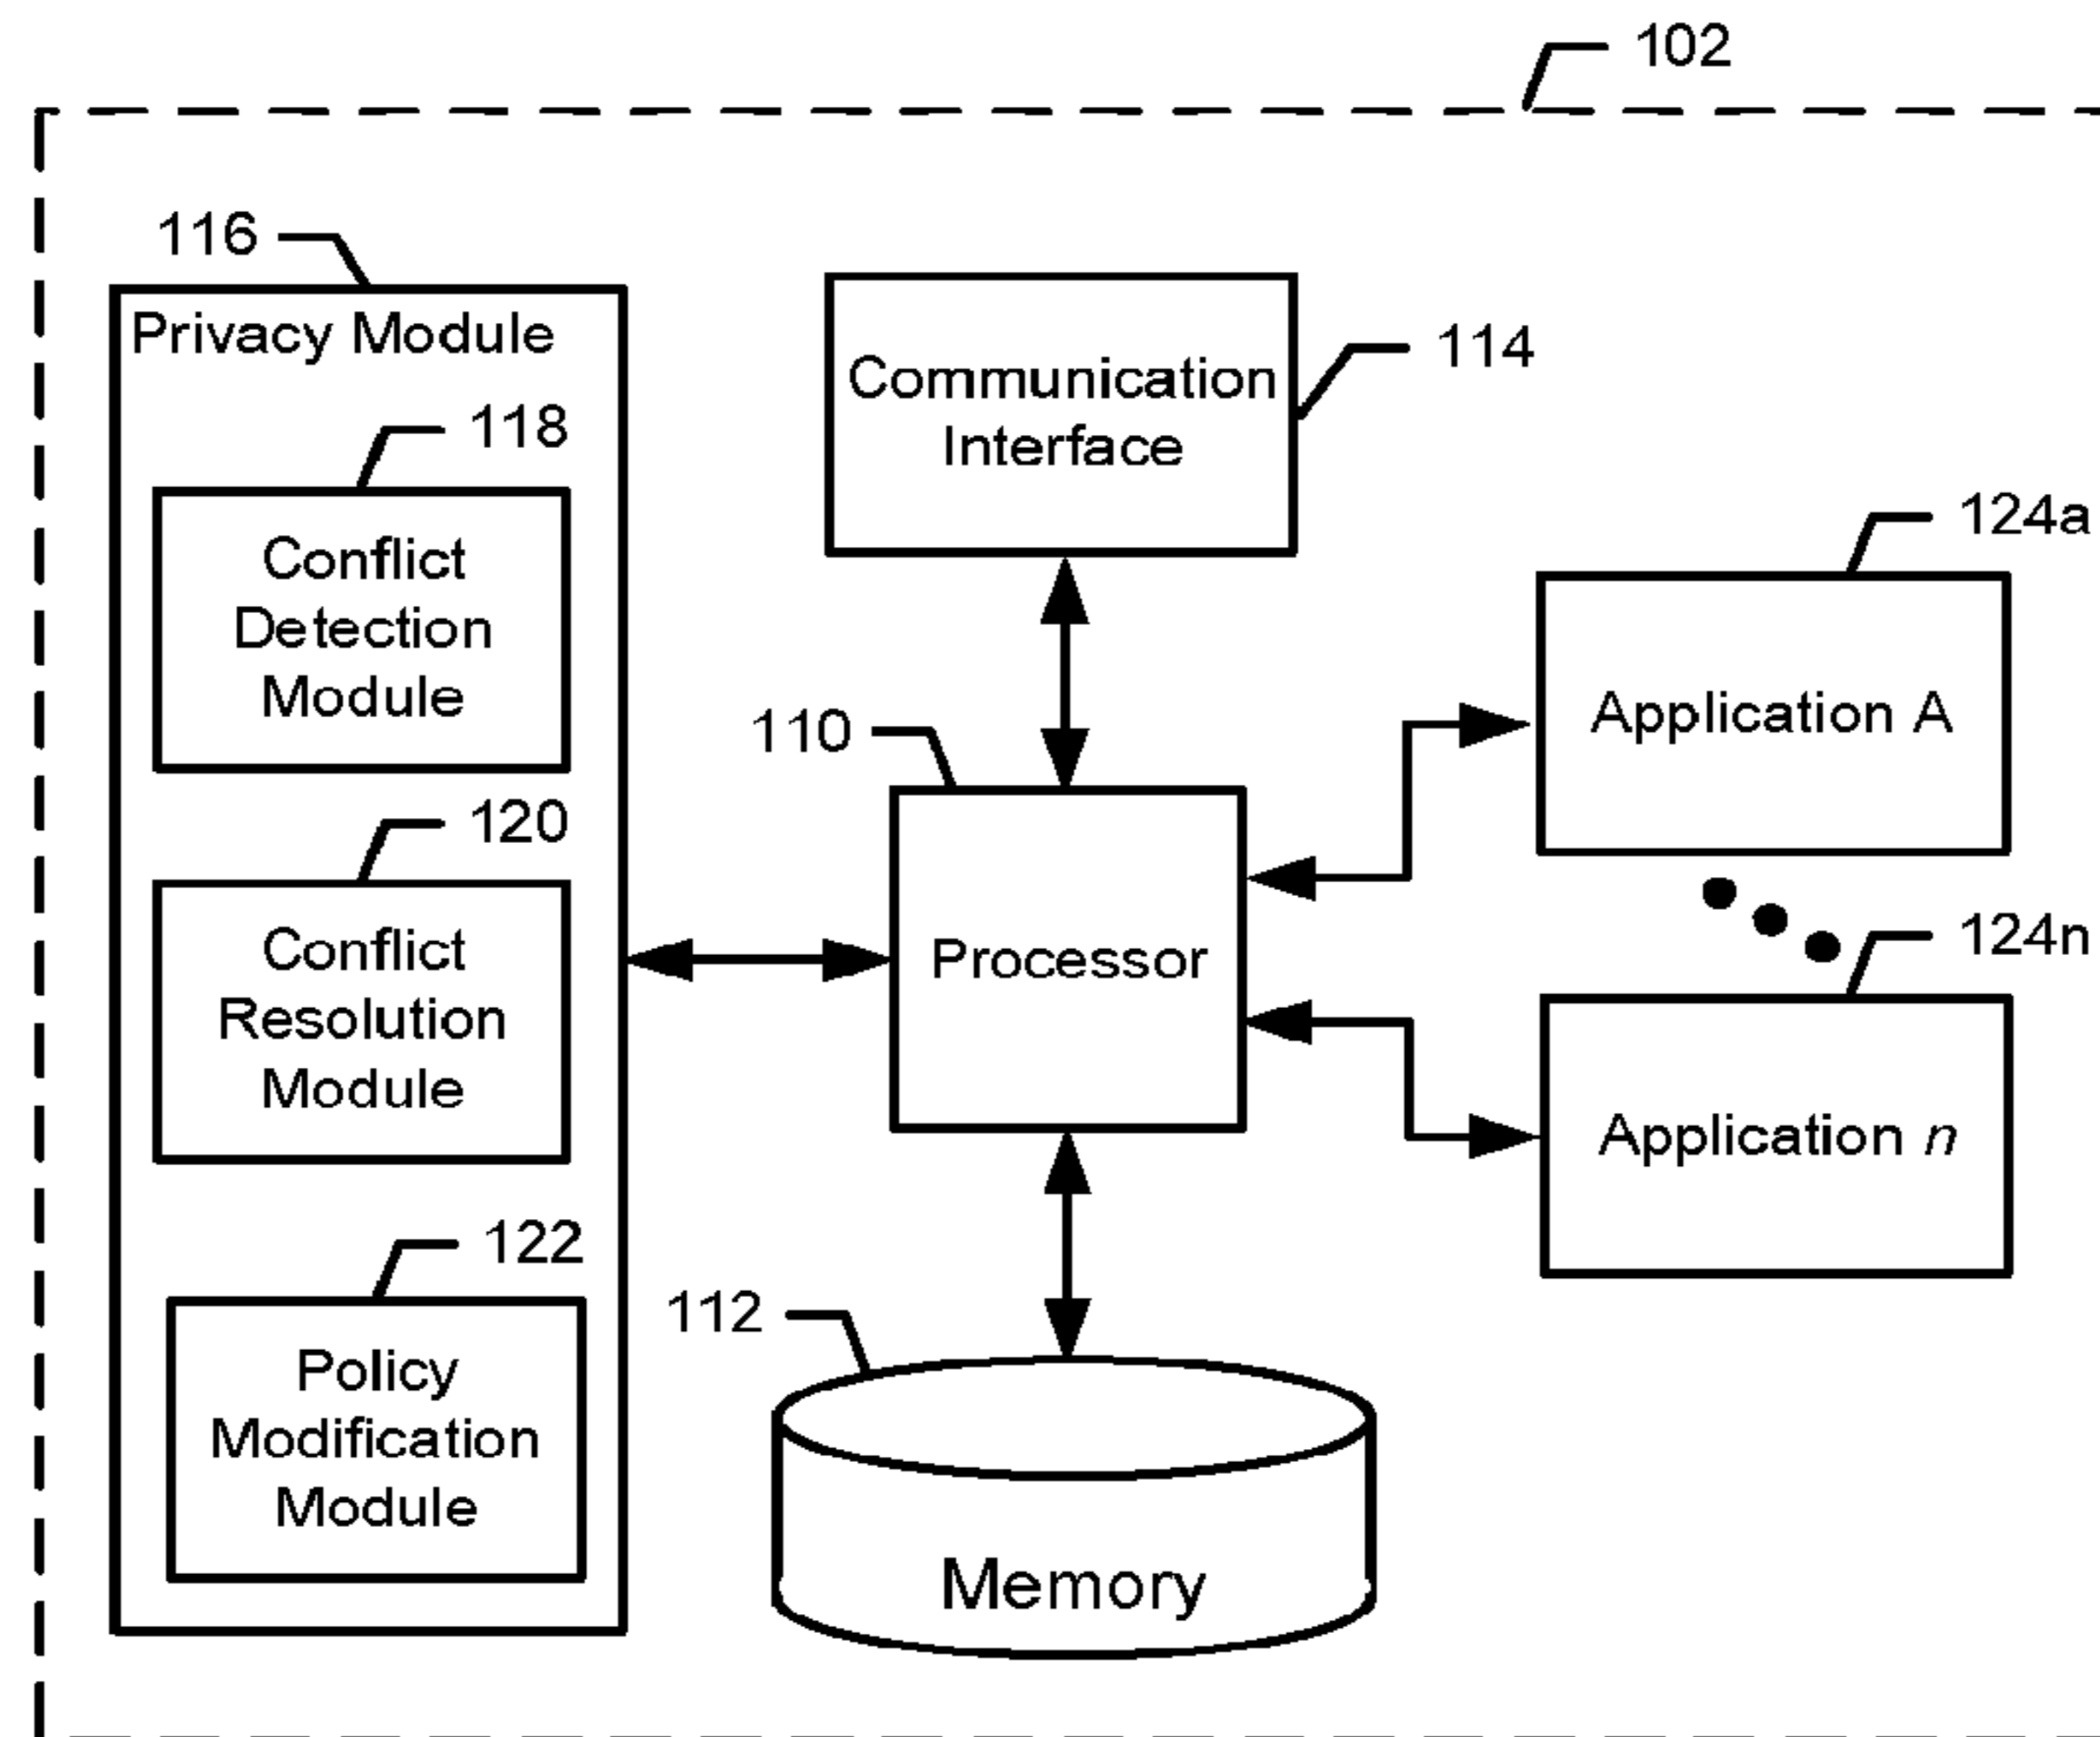 102
116
Privacy Module
118
Conflict
Detection
Module
120
Conflict
Resolution
Module
122
Policy
Modification
Module
Communication
Interface
114
110
Processor
112
Memory
124a
Application A
124n
Application n